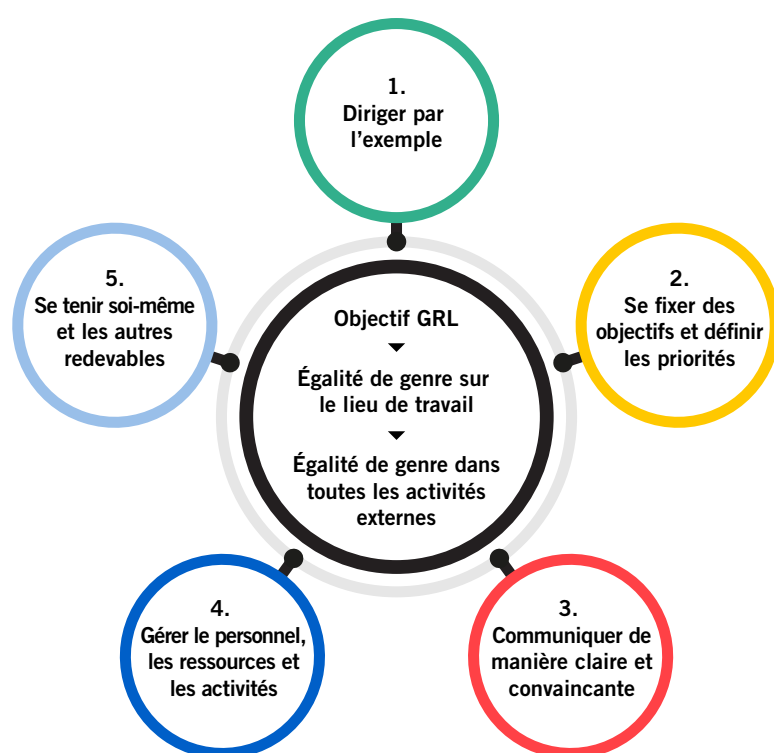 1.
Diriger par
l’exemple
2.
Se fixer des
objectifs et définir
les priorités
3.
Communiquer de
manière claire et
convaincante
4.
Gérer le personnel,
les ressources et
les activités
5.
Se tenir soi-même
et les autres
redevables
Objectif GRL
Égalité de genre sur
le lieu de travail
Égalité de genre dans
toutes les activités
externes